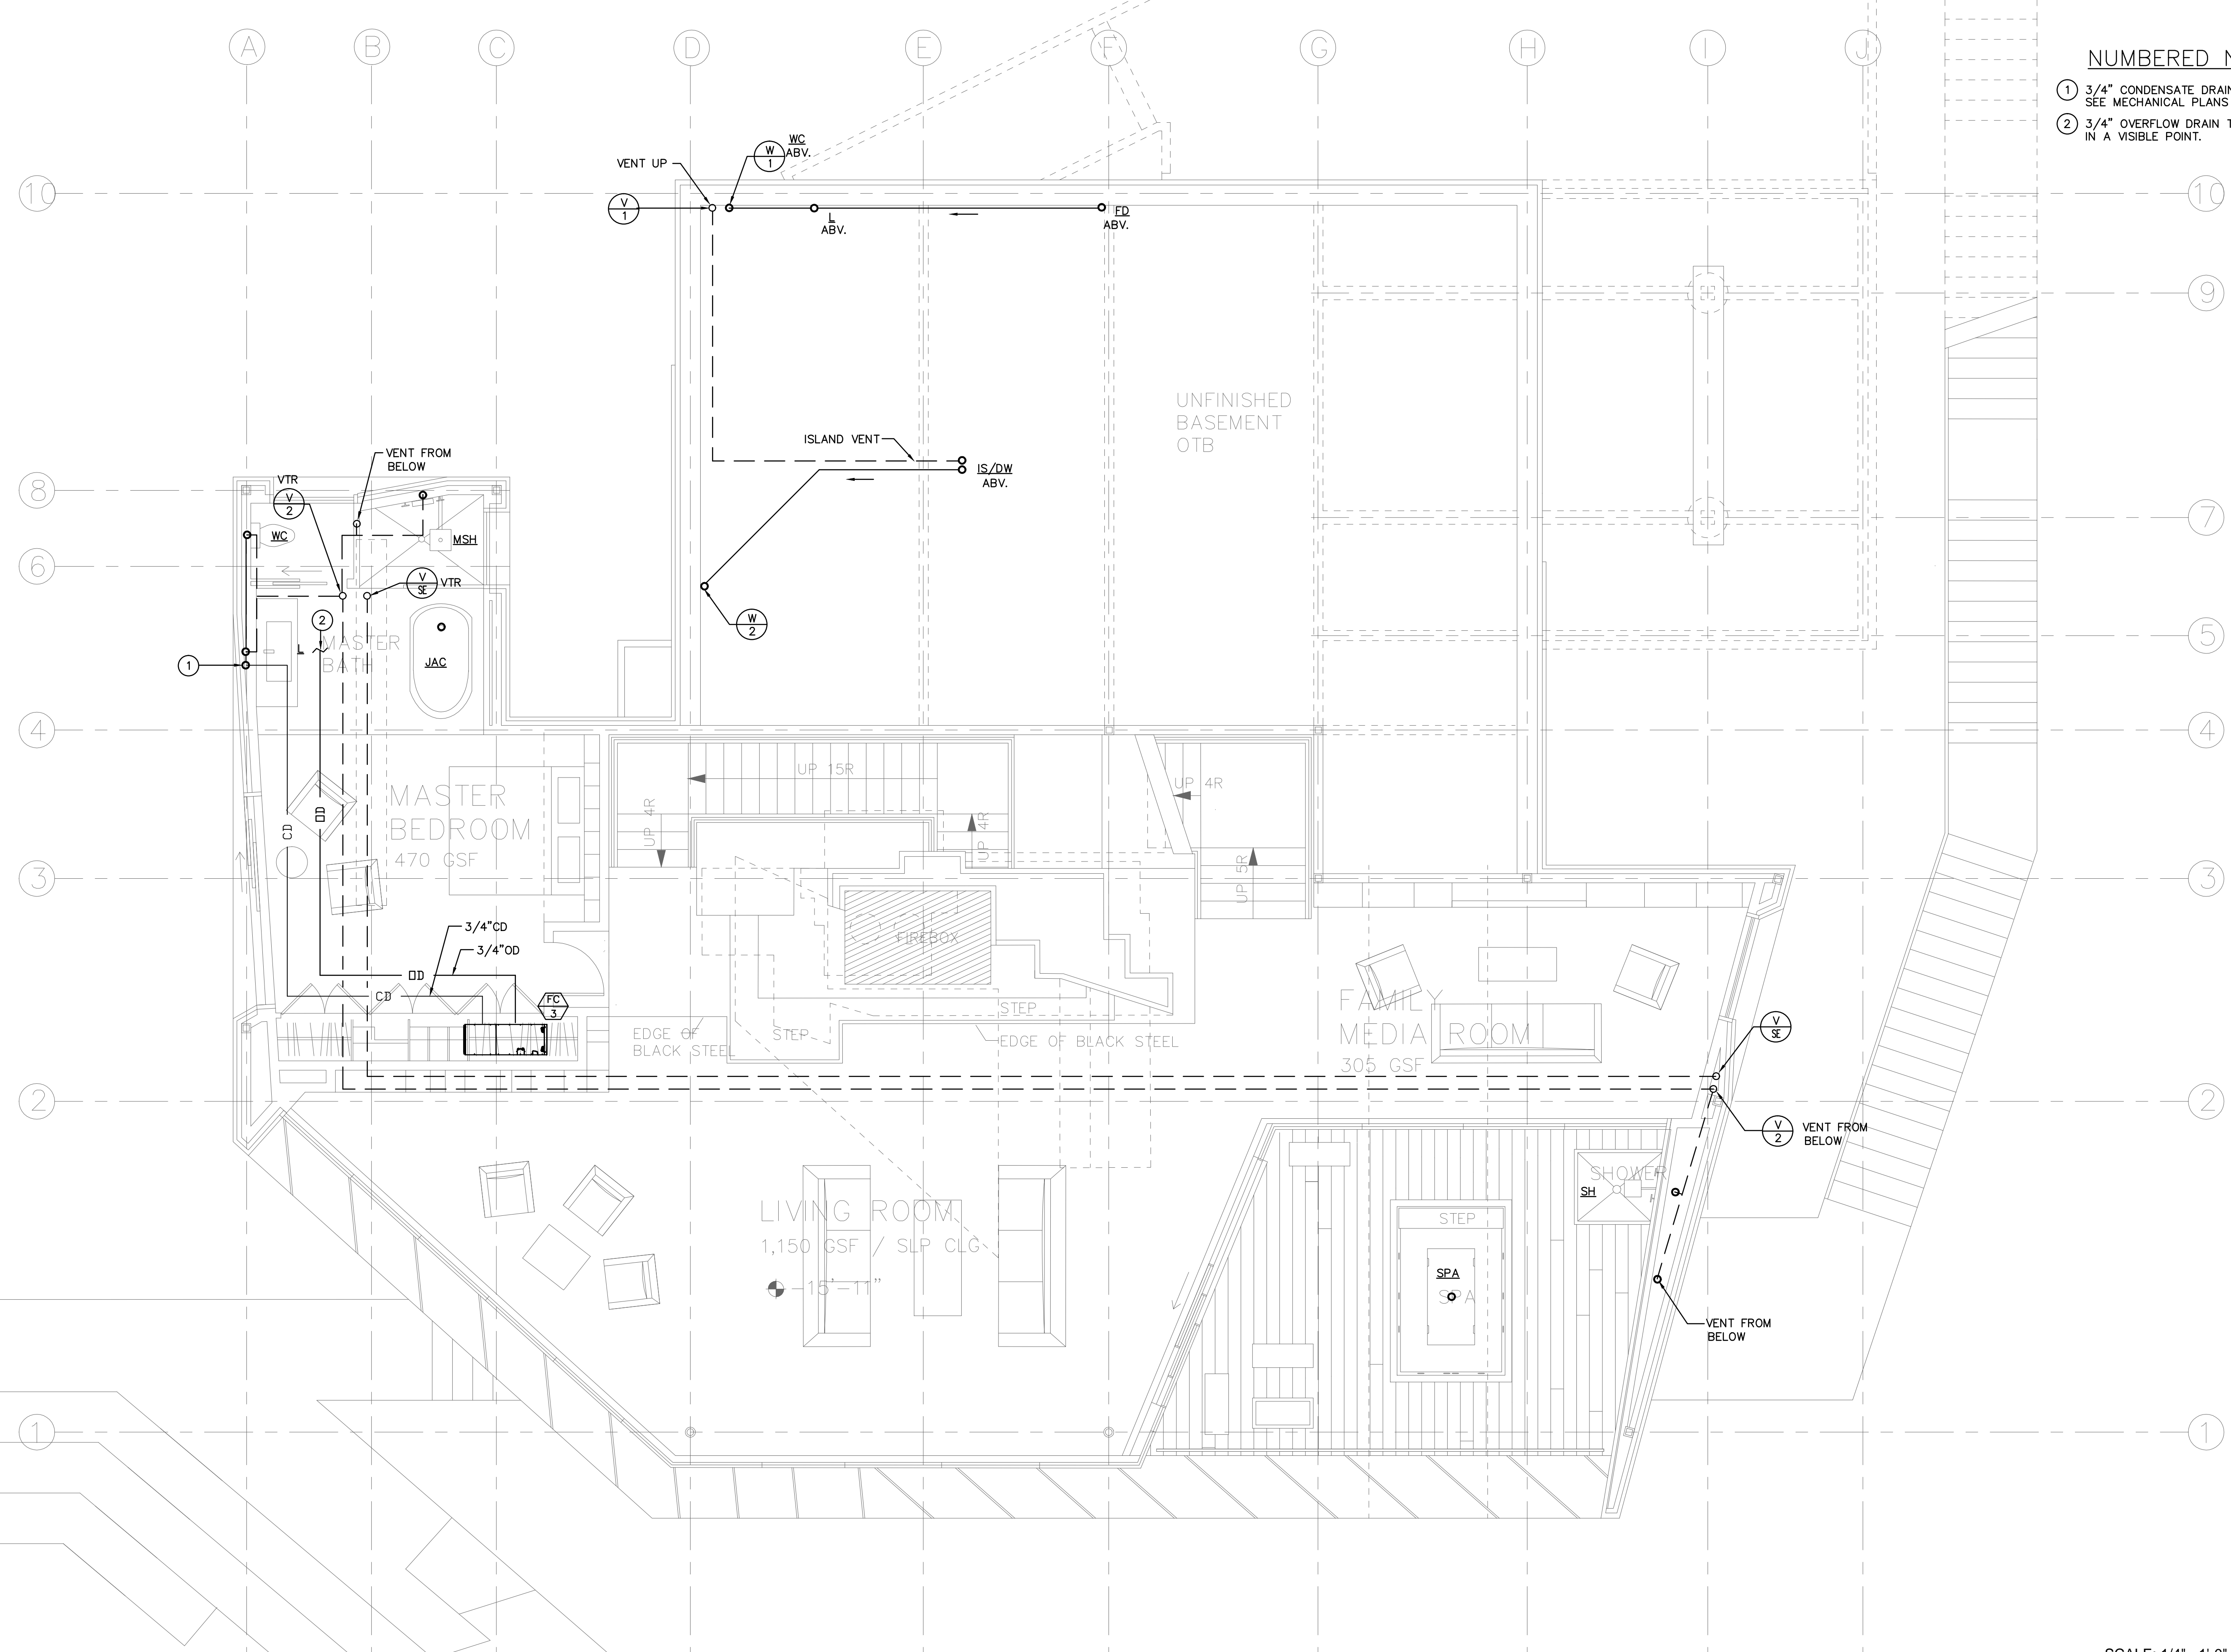 A
B
C
D
E
F
G
H
I
J
NUMBERED
1 3/4" CONDENSATE
SEE MECHANICAL PLANS
2 3/4" OVERFLOW DRAIN
IN A VISIBLE POINT.
WC
ABV.
W
1
VENT UP
V
1
10
10
L
ABV.
FD
ABV.
9
UNFINISHED
BASEMENT
OTB
ISLAND VENT
IS/DW
ABV.
VENT FROM
BELOW
VTR
V
2
8
7
WC
MSH
6
V
SE
VTR
W
2
2
MASTER
BATH
L
JAC
1
5
4
4
UP 15R
UP 4R
UP 4R
UP 4R
UP 5R
MASTER
BEDROOM
470 GSF
CD
OD
3
3
3/4"CD
3/4"OD
OD
CD
FC
3
FIREBOX
STEP
STEP
EDGE OF
BLACK STEEL
EDGE OF BLACK STEEL
FAMILY
MEDIA ROOM
305 GSF
V
SE
2
2
V
2
VENT FROM
BELOW
SHOWER
SH
LIVING ROOM
1,150 GSF / SLP CLG
-15'-11"
STEP
SPA
SPA
VENT FROM
BELOW
1
1
SCALE: 1/4"